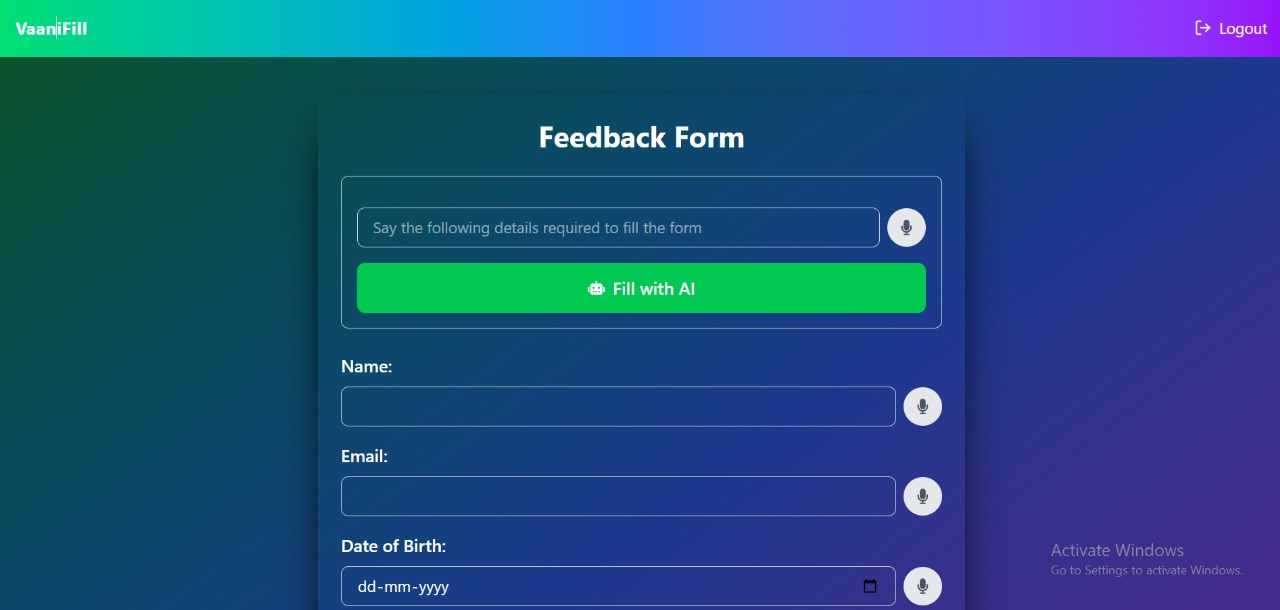 VaaniFill
Logout
Feedback Form
Say the following details required to fill the form
Fill with AI
Name:
Email:
Date of Birth:
dd-mm-yyyy
Activate Windows
Go to Settings to activate Windows.